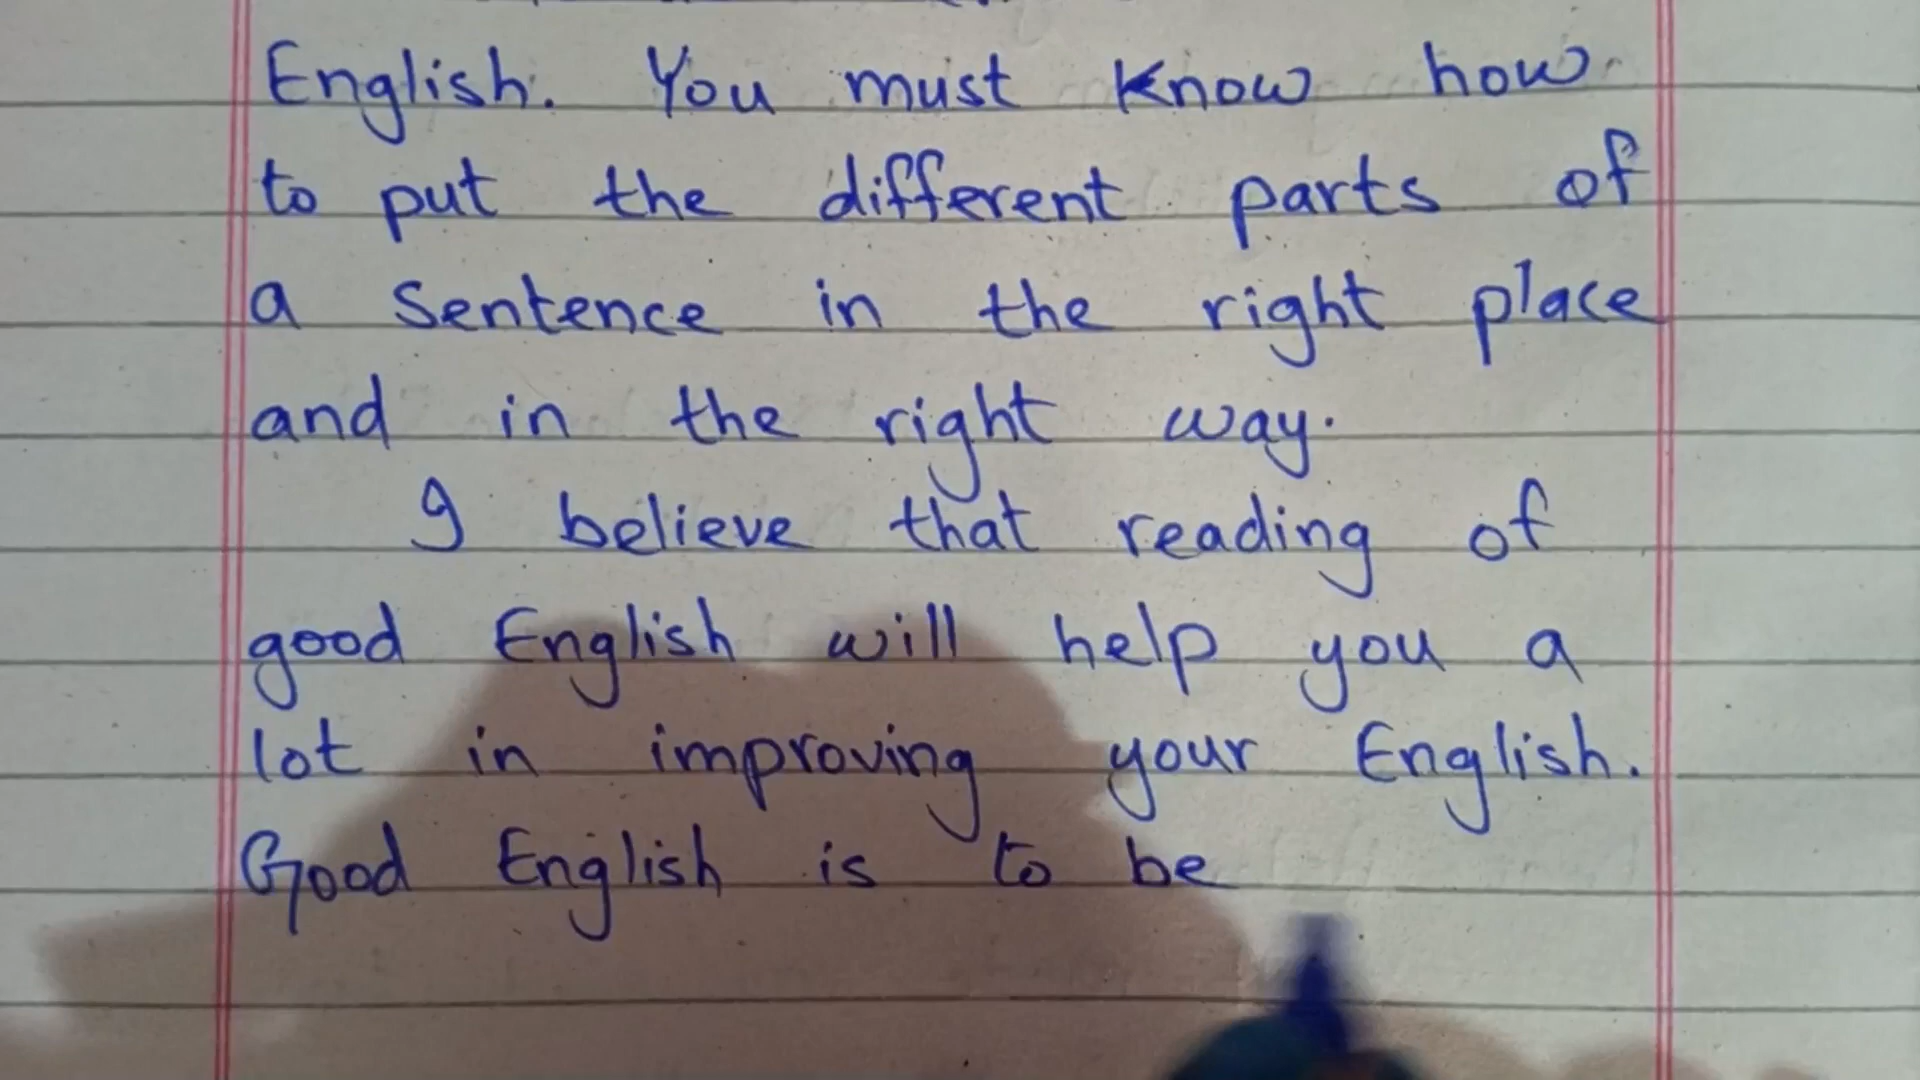 English. You must know how
to put the different parts of
a sentence in the right place
and in the right way.
I believe that reading of
good English will help you a
lot in improving your English.
Good English is to be